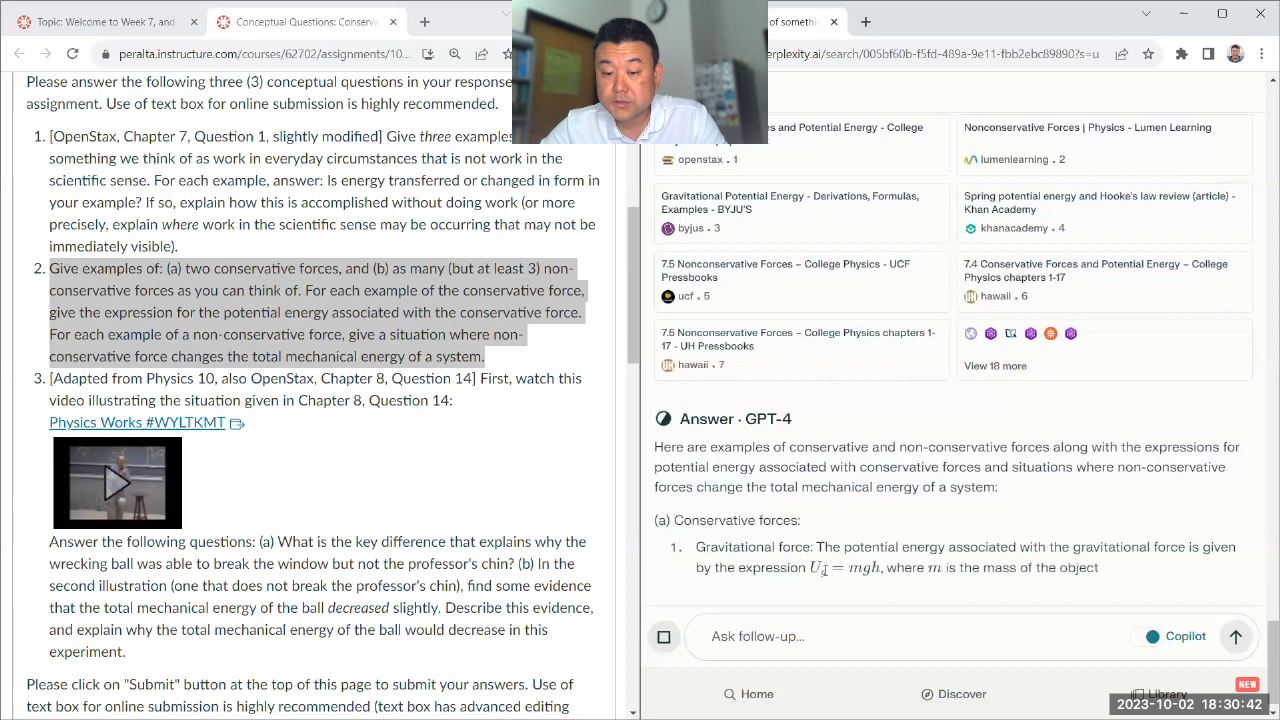 Topic: Welcome to Week 7, and
Conceptual Questions: Conserva
of somethi
peralta.instructure.com/courses/62702/assignments/10...
perplexity.ai/search/005bf60b-f5fd-489a-9e11-fbb2ebc89890?s=u
Please answer the following three (3) conceptual questions in your response
assignment. Use of text box for online submission is highly recommended.
1. [OpenStax, Chapter 7, Question 1, slightly modified] Give three examples
something we think of as work in everyday circumstances that is not work in the
scientific sense. For each example, answer: Is energy transferred or changed in form in
your example? If so, explain how this is accomplished without doing work (or more
precisely, explain where work in the scientific sense may be occurring that may not be
immediately visible).
2. Give examples of: (a) two conservative forces, and (b) as many (but at least 3) non-
conservative forces as you can think of. For each example of the conservative force,
give the expression for the potential energy associated with the conservative force.
For each example of a non-conservative force, give a situation where non-
conservative force changes the total mechanical energy of a system.
3. [Adapted from Physics 10, also OpenStax, Chapter 8, Question 14] First, watch this
video illustrating the situation given in Chapter 8, Question 14:
Physics Works #WYLTKMT
Answer the following questions: (a) What is the key difference that explains why the
wrecking ball was able to break the window but not the professor's chin? (b) In the
second illustration (one that does not break the professor's chin), find some evidence
that the total mechanical energy of the ball decreased slightly. Describe this evidence,
and explain why the total mechanical energy of the ball would decrease in this
experiment.
Please click on "Submit" button at the top of this page to submit your answers. Use of
text box for online submission is highly recommended (text box has advanced editing
s and Potential Energy - College
openstax . 1
Nonconservative Forces | Physics - Lumen Learning
lumenlearning . 2
Gravitational Potential Energy - Derivations, Formulas,
Examples - BYJU'S
byjus . 3
Spring potential energy and Hooke's law review (article) -
Khan Academy
khanacademy . 4
7.5 Nonconservative Forces – College Physics - UCF
Pressbooks
ucf . 5
7.4 Conservative Forces and Potential Energy – College
Physics chapters 1-17
hawaii . 6
7.5 Nonconservative Forces – College Physics chapters 1-
17 - UH Pressbooks
hawaii . 7
View 18 more
Answer · GPT-4
Here are examples of conservative and non-conservative forces along with the expressions for
potential energy associated with conservative forces and situations where non-conservative
forces change the total mechanical energy of a system:
(a) Conservative forces:
1. Gravitational force: The potential energy associated with the gravitational force is given
by the expression U_g = mgh, where m is the mass of the object
Ask follow-up...
Copilot
Home
Discover
Library
NEW
2023-10-02 18:30:42